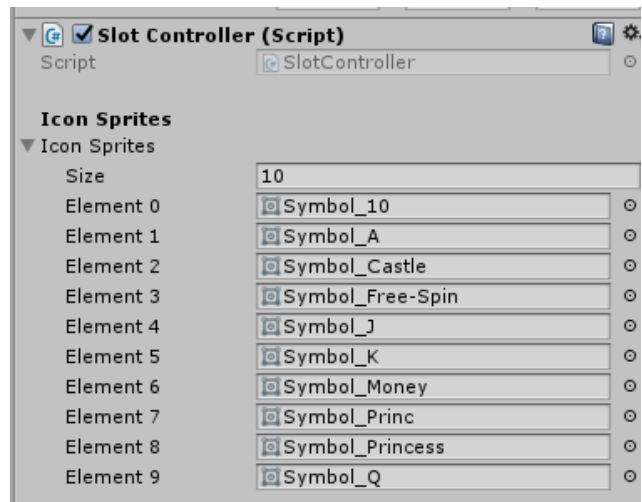 Slot Controller (Script)
Script SlotController
Icon Sprites
Icon Sprites
Size 10
Element 0 Symbol_10
Element 1 Symbol_A
Element 2 Symbol_Castle
Element 3 Symbol_Free-Spin
Element 4 Symbol_J
Element 5 Symbol_K
Element 6 Symbol_Money
Element 7 Symbol_Princ
Element 8 Symbol_Princess
Element 9 Symbol_Q